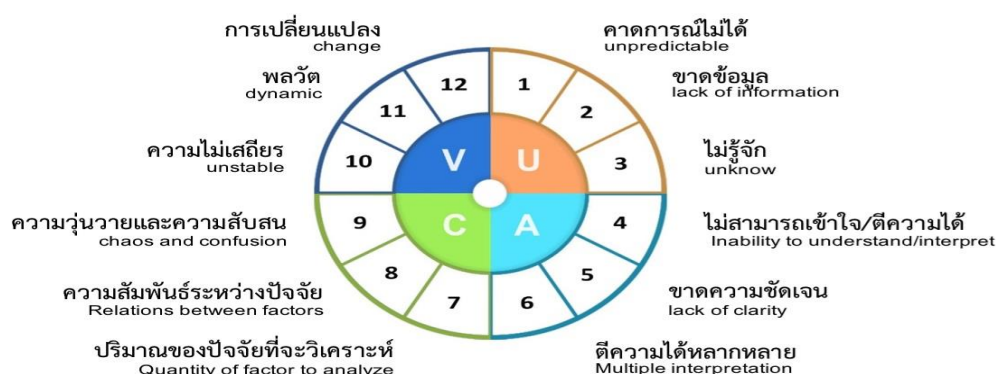 การเปลี่ยนแปลง
change
คาดการณ์ไม่ได้
unpredictable
พลวัต
dynamic
ขาดข้อมูล
lack of information
ความไม่เสถียร
unstable
ไม่รู้จัก
unknow
ความวุ่นวายและความสับสน
chaos and confusion
ไม่สามารถเข้าใจ/ตีความได้
Inability to understand/interpret
ความสัมพันธ์ระหว่างปัจจัย
Relations between factors
ขาดความชัดเจน
lack of clarity
ปริมาณของปัจจัยที่จะวิเคราะห์
Quantity of factor to analyze
ตีความได้หลากหลาย
Multiple interpretation
12
1
11
2
10
3
9
4
8
5
7
6
V
U
C
A